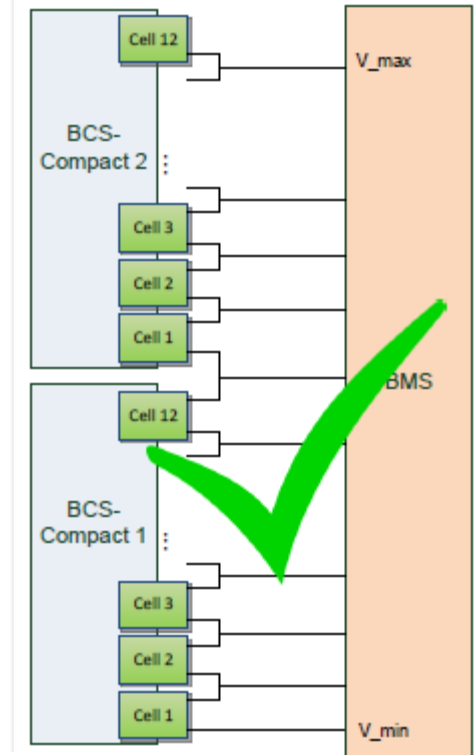 Cell 12
V_max
BCS-
Compact 2
⋮
Cell 3
Cell 2
Cell 1
BMS
Cell 12
BCS-
Compact 1
⋮
Cell 3
Cell 2
Cell 1
V_min